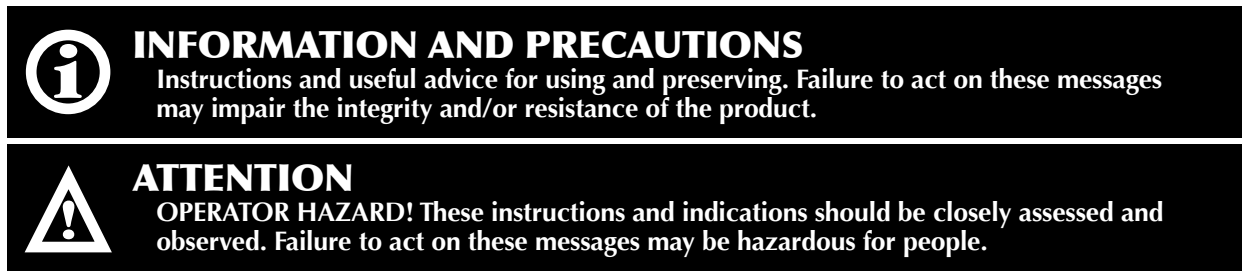 INFORMATION AND PRECAUTIONS
Instructions and useful advice for using and preserving. Failure to act on these messages
may impair the integrity and/or resistance of the product.
ATTENTION
OPERATOR HAZARD! These instructions and indications should be closely assessed and
observed. Failure to act on these messages may be hazardous for people.